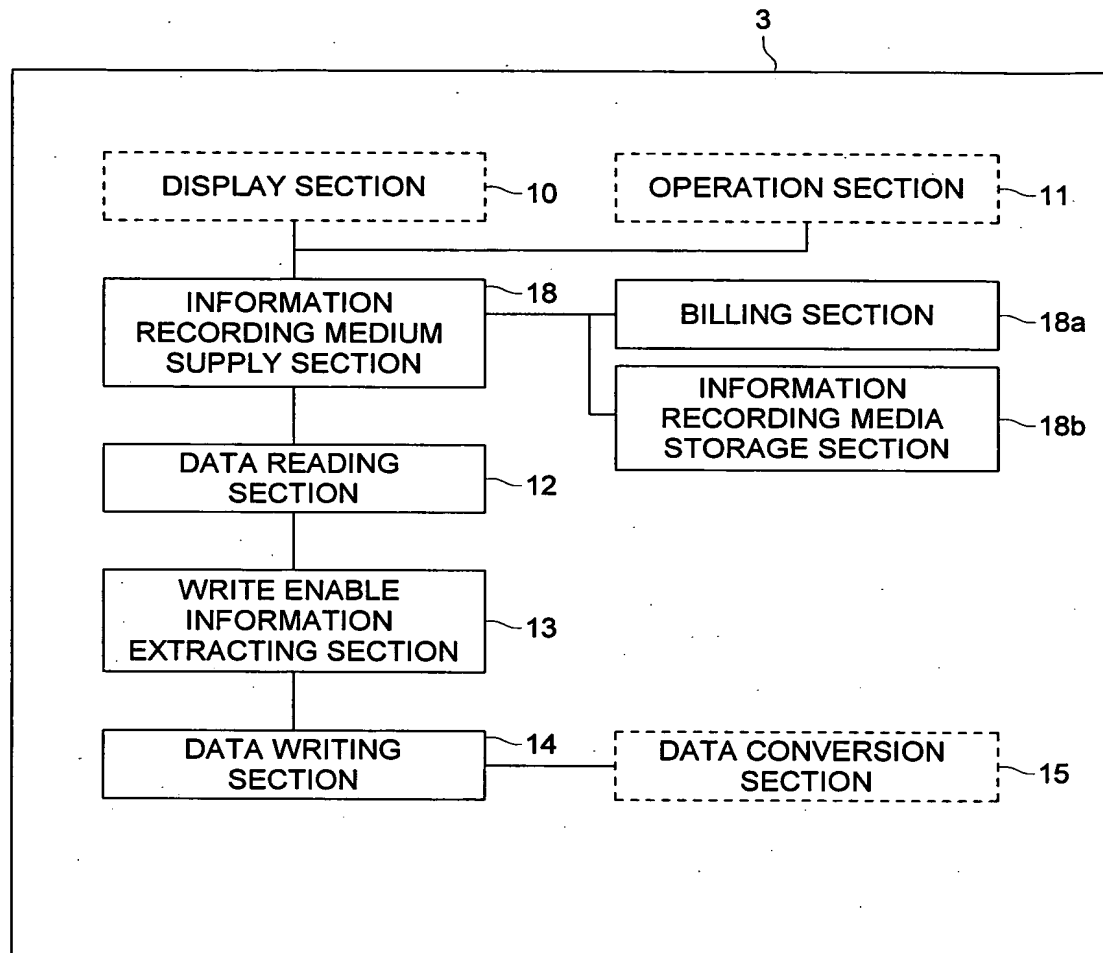 3
DISPLAY SECTION
10
OPERATION SECTION
11
INFORMATION
RECORDING MEDIUM
SUPPLY SECTION
18
BILLING SECTION
18a
INFORMATION
RECORDING MEDIA
STORAGE SECTION
18b
DATA READING
SECTION
12
WRITE ENABLE
INFORMATION
EXTRACTING SECTION
13
DATA WRITING
SECTION
14
DATA CONVERSION
SECTION
15